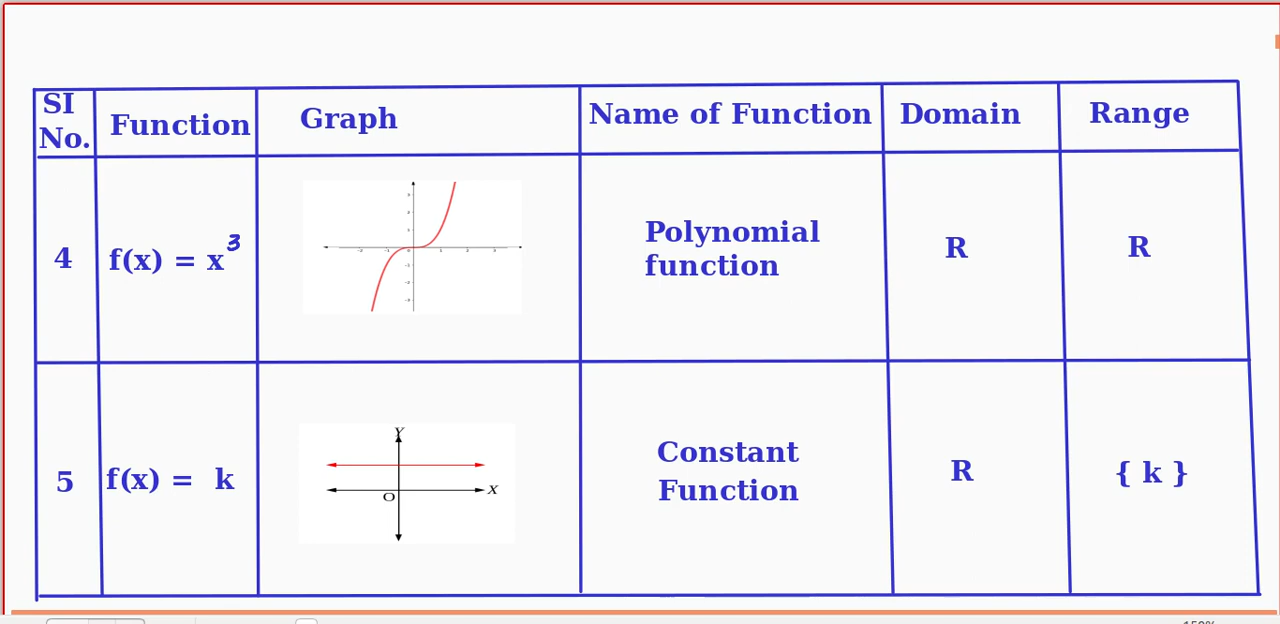 SI No.
Function
Graph
Name of Function
Domain
Range
4
f(x) = x³
Polynomial
function
R
R
5
f(x) = k
Y
O
X
Constant
Function
R
{ k }